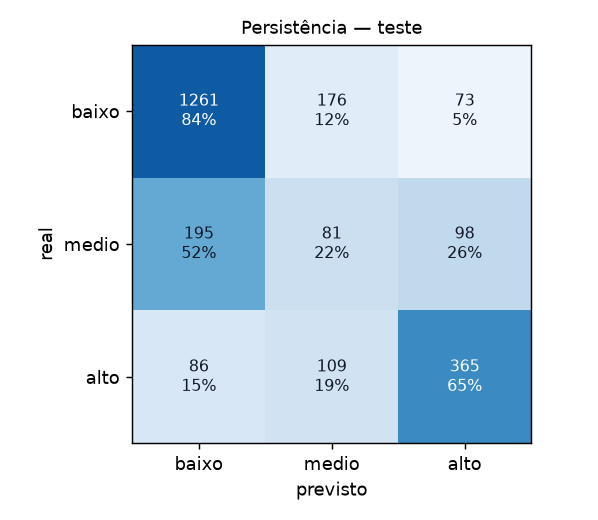 Persistência — teste
baixo
1261
176
73
84%
12%
5%
real
medio
195
81
98
52%
22%
26%
alto
86
109
365
15%
19%
65%
baixo
medio
alto
previsto